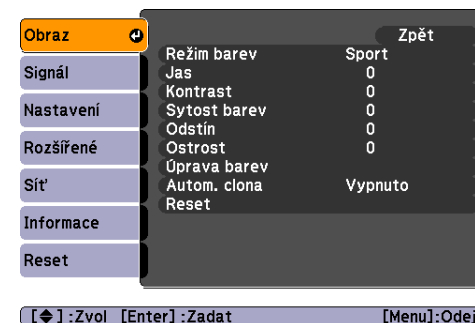 Obraz
Signál
Nastavení
Rozšířené
Síť
Informace
Reset
Zpět
Režim barev Sport
Jas 0
Kontrast 0
Sytost barev 0
Odstín 0
Ostrost 0
Úprava barev
Autom. clona Vypnuto
Reset
[◆] :Zvol [Enter] :Zadat [Menu]:Odej